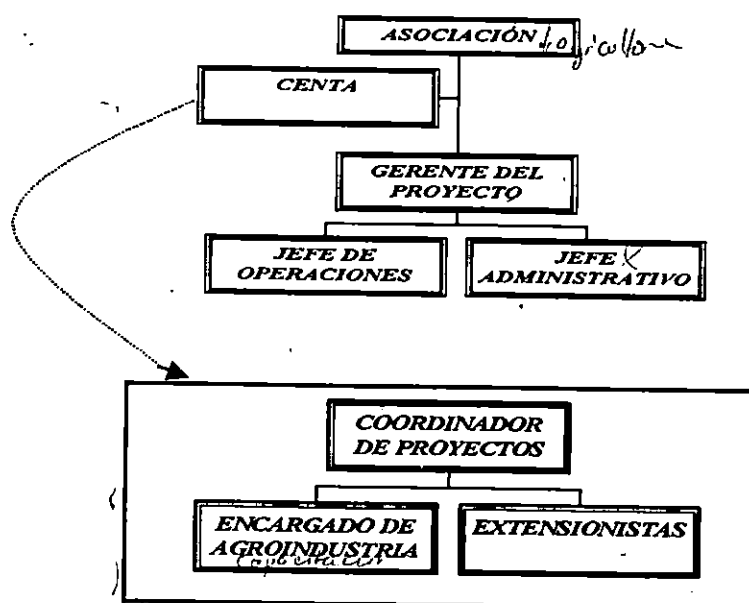 ASOCIACIÓN
CENTA
GERENTE DEL
PROYECTO
JEFE DE
OPERACIONES
JEFE
ADMINISTRATIVO
COORDINADOR
DE PROYECTOS
ENCARGADO DE
AGROINDUSTRIA
EXTENSIONISTAS